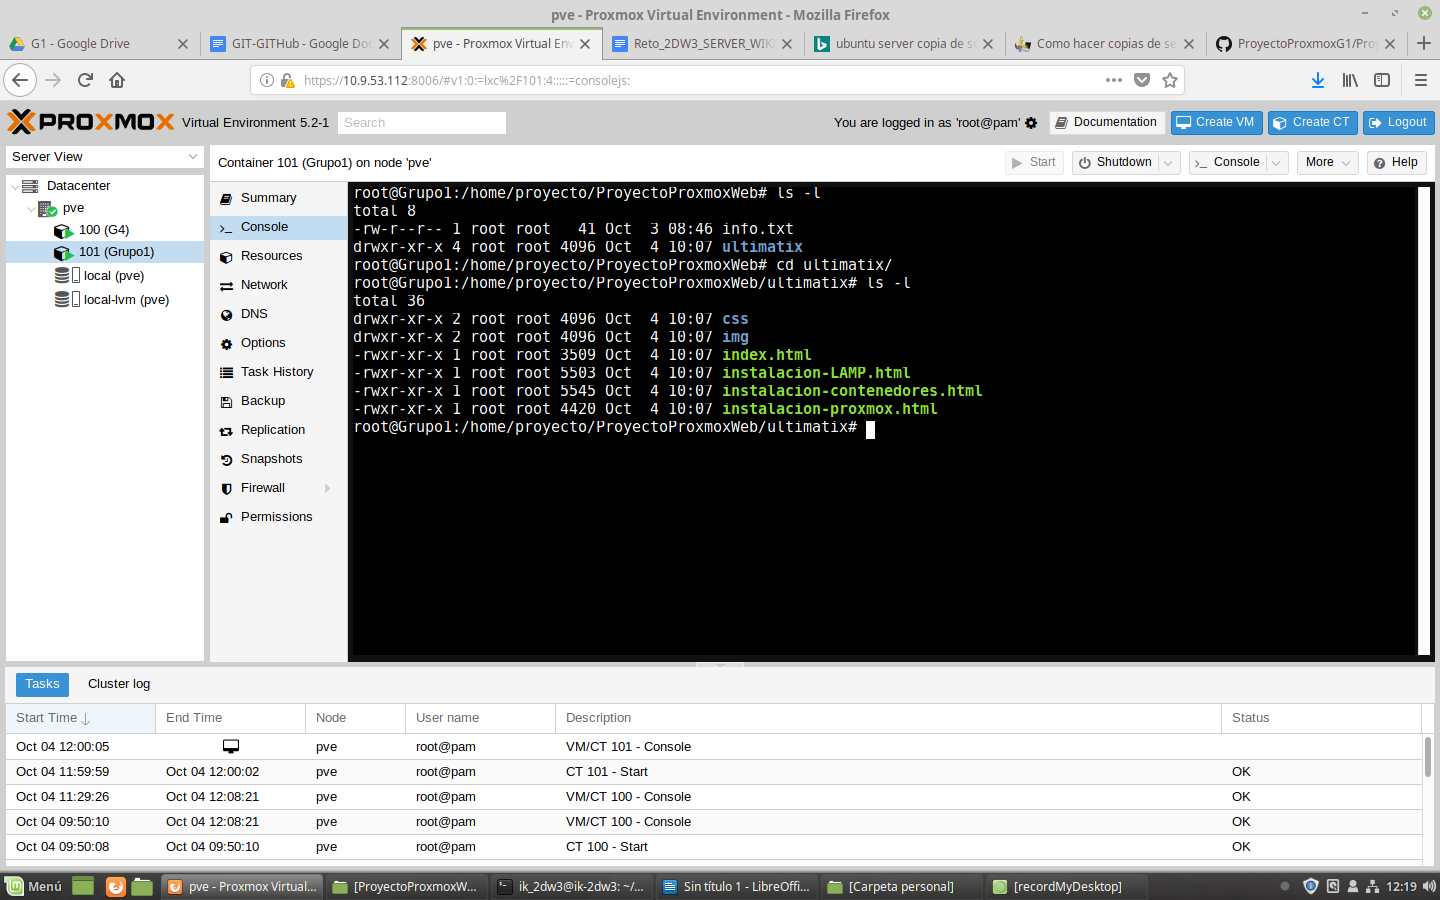 pve - Proxmox Virtual Environment - Mozilla Firefox
G1 - Google Drive
GIT-GITHub - Google Doc
pve - Proxmox Virtual Env
Reto_2DW3_SERVER_WIKI
ubuntu server copia de se
Como hacer copias de se
ProyectoProxmoxG1/Proy
https://10.9.53.112:8006/#v1:0:=lxc%2F101:4:::::=consolejs:
PROXMOX Virtual Environment 5.2-1 Search You are logged in as 'root@pam' Documentation Create VM Create CT Logout
Server View
Datacenter
pve
100 (G4)
101 (Grupo1)
local (pve)
local-lvm (pve)
Container 101 (Grupo1) on node 'pve' Start Shutdown Console More Help
Summary
Console
Resources
Network
DNS
Options
Task History
Backup
Replication
Snapshots
Firewall
Permissions
root@Grupo1:/home/proyecto/ProyectoProxmoxWeb# ls -l
total 8
-rw-r--r-- 1 root root   41 Oct  3 08:46 info.txt
drwxr-xr-x 4 root root 4096 Oct  4 10:07 ultimatix
root@Grupo1:/home/proyecto/ProyectoProxmoxWeb# cd ultimatix/
root@Grupo1:/home/proyecto/ProyectoProxmoxWeb/ultimatix# ls -l
total 36
drwxr-xr-x 2 root root 4096 Oct  4 10:07 css
drwxr-xr-x 2 root root 4096 Oct  4 10:07 img
-rwxr-xr-x 1 root root 3509 Oct  4 10:07 index.html
-rwxr-xr-x 1 root root 5503 Oct  4 10:07 instalacion-LAMP.html
-rwxr-xr-x 1 root root 5545 Oct  4 10:07 instalacion-contenedores.html
-rwxr-xr-x 1 root root 4420 Oct  4 10:07 instalacion-proxmox.html
root@Grupo1:/home/proyecto/ProyectoProxmoxWeb/ultimatix#
Tasks Cluster log
Start Time End Time Node User name Description Status
Oct 04 12:00:05 pve root@pam VM/CT 101 - Console
Oct 04 11:59:59 Oct 04 12:00:02 pve root@pam CT 101 - Start OK
Oct 04 11:29:26 Oct 04 12:08:21 pve root@pam VM/CT 100 - Console OK
Oct 04 09:50:10 Oct 04 12:08:21 pve root@pam VM/CT 100 - Console OK
Oct 04 09:50:08 Oct 04 09:50:10 pve root@pam CT 100 - Start OK
Menú pve - Proxmox Virtual... [ProyectoProxmoxW... ik_2dw3@ik-2dw3: ~/... Sin título 1 - LibreOffi... [Carpeta personal] [recordMyDesktop] 12:19